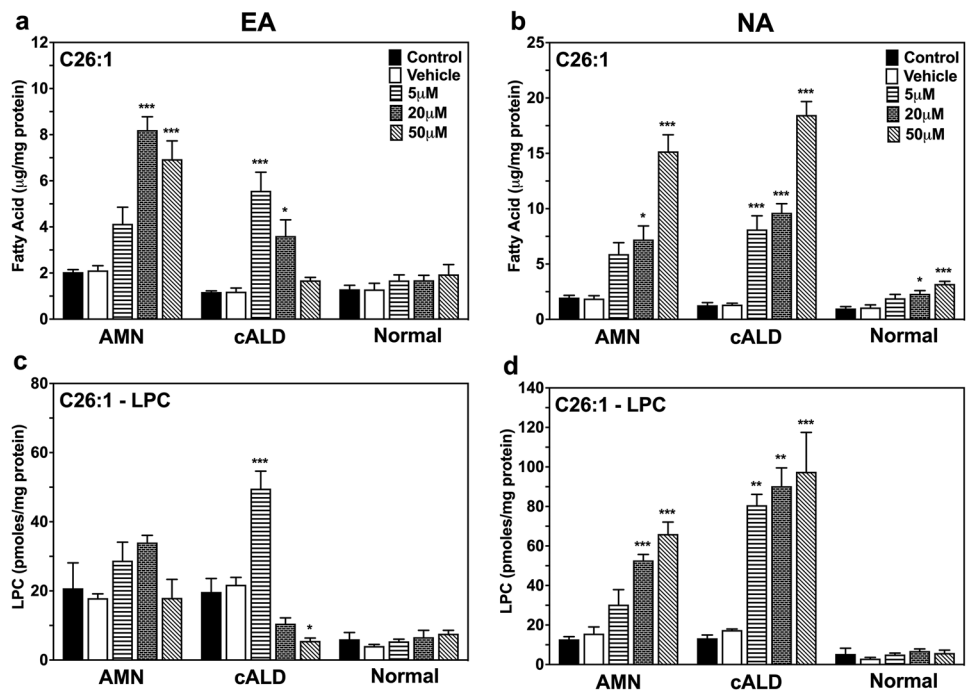 a
EA
C26:1
Control
Vehicle
5µM
20µM
50µM
Fatty Acid (µg/mg protein)
12
10
8
6
4
2
0
***
***
***
*
AMN
cALD
Normal
b
NA
C26:1
Control
Vehicle
5µM
20µM
50µM
Fatty Acid (µg/mg protein)
25
20
15
10
5
0
*
***
***
***
***
*
***
AMN
cALD
Normal
c
C26:1 - LPC
LPC (pmoles/mg protein)
80
60
40
20
0
***
*
AMN
cALD
Normal
d
C26:1 - LPC
LPC (pmoles/mg protein)
140
120
100
80
60
40
20
0
***
***
**
**
***
AMN
cALD
Normal